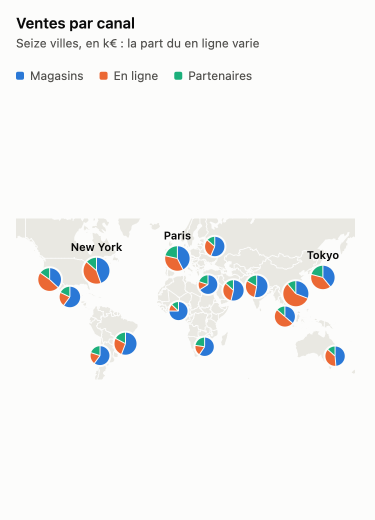 Ventes par canal
Seize villes, en k€ : la part du en ligne varie
Magasins En ligne Partenaires
Paris
New York
Tokyo